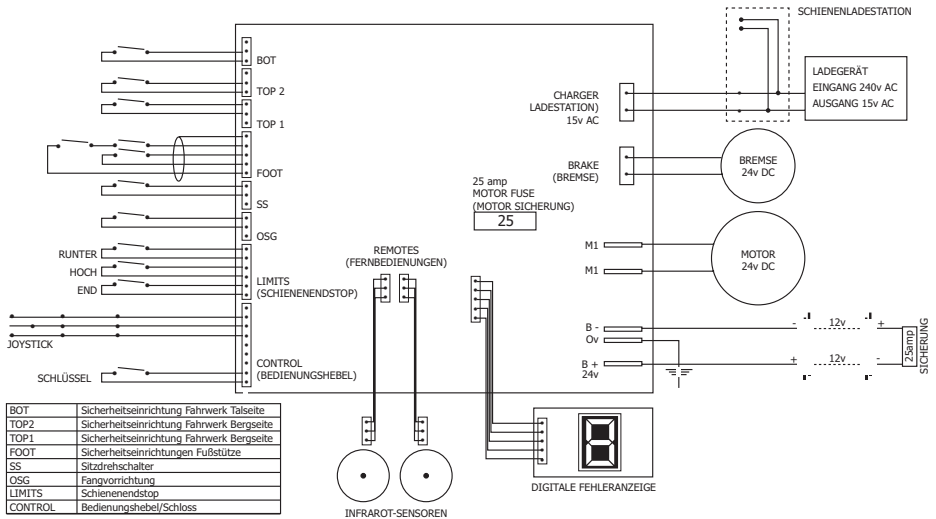 SCHIENENLADESTATION
BOT
TOP 2
TOP 1
FOOT
SS
OSG
RUNTER
HOCH
END
LIMITS
(SCHIENENENDSTOP)
JOYSTICK
CONTROL
(BEDIENUNGSHEBEL)
SCHLÜSSEL
REMOTES
(FERNBEDIENUNGEN)
25 amp
MOTOR FUSE
(MOTOR SICHERUNG)
25
CHARGER
LADESTATION)
15v AC
BRAKE
(BREMSE)
M1
M1
B -
Ov
B +
24v
LADEGERÄT
EINGANG 240v AC
AUSGANG 15v AC
BREMSE
24v DC
MOTOR
24v DC
- 12v +
+ 12v -
25amp
SICHERUNG
BOT Sicherheitseinrichtung Fahrwerk Talseite
TOP2 Sicherheitseinrichtung Fahrwerk Bergseite
TOP1 Sicherheitseinrichtung Fahrwerk Bergseite
FOOT Sicherheitseinrichtungen Fußstütze
SS Sitzdrehschalter
OSG Fangvorrichtung
LIMITS Schienenendstop
CONTROL Bedienungshebel/Schloss
INFRAROT-SENSOREN
DIGITALE FEHLERANZEIGE